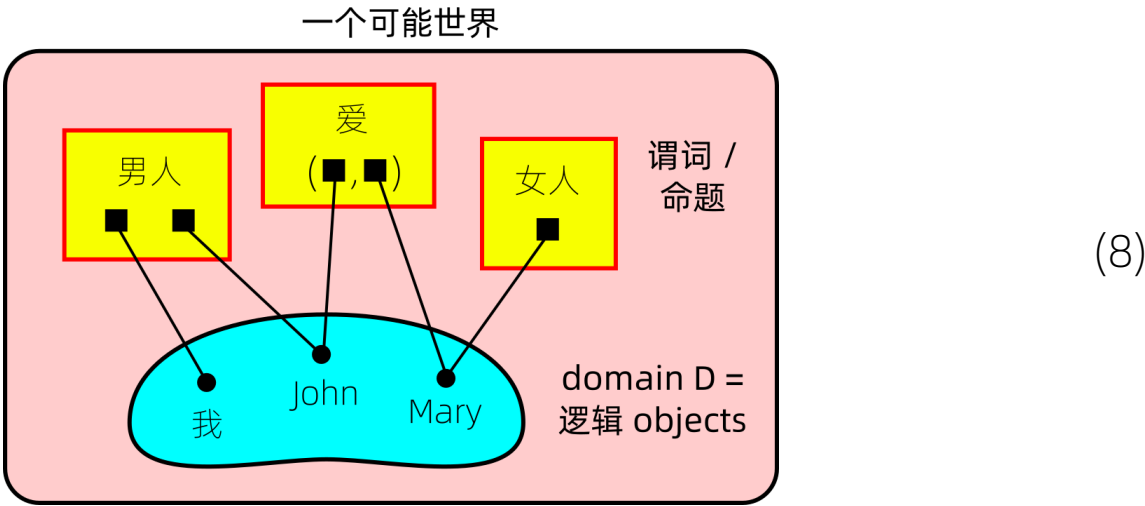 一个可能世界
爱
(■,■)
男人
女人
谓词 /
命题
(8)
domain D =
逻辑 objects
John
Mary
我